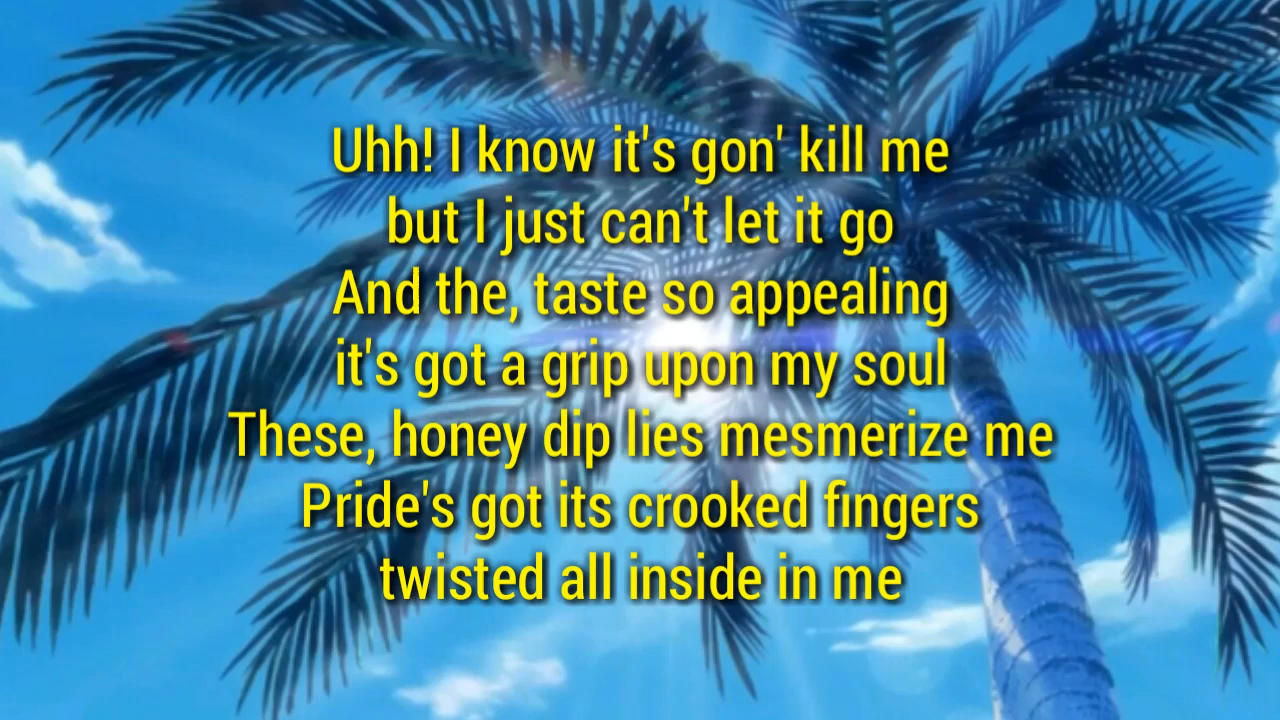 Uhh! I know it's gon' kill me
but I just can't let it go
And the, taste so appealing
it's got a grip upon my soul
These, honey dip lies mesmerize me
Pride's got its crooked fingers
twisted all inside in me